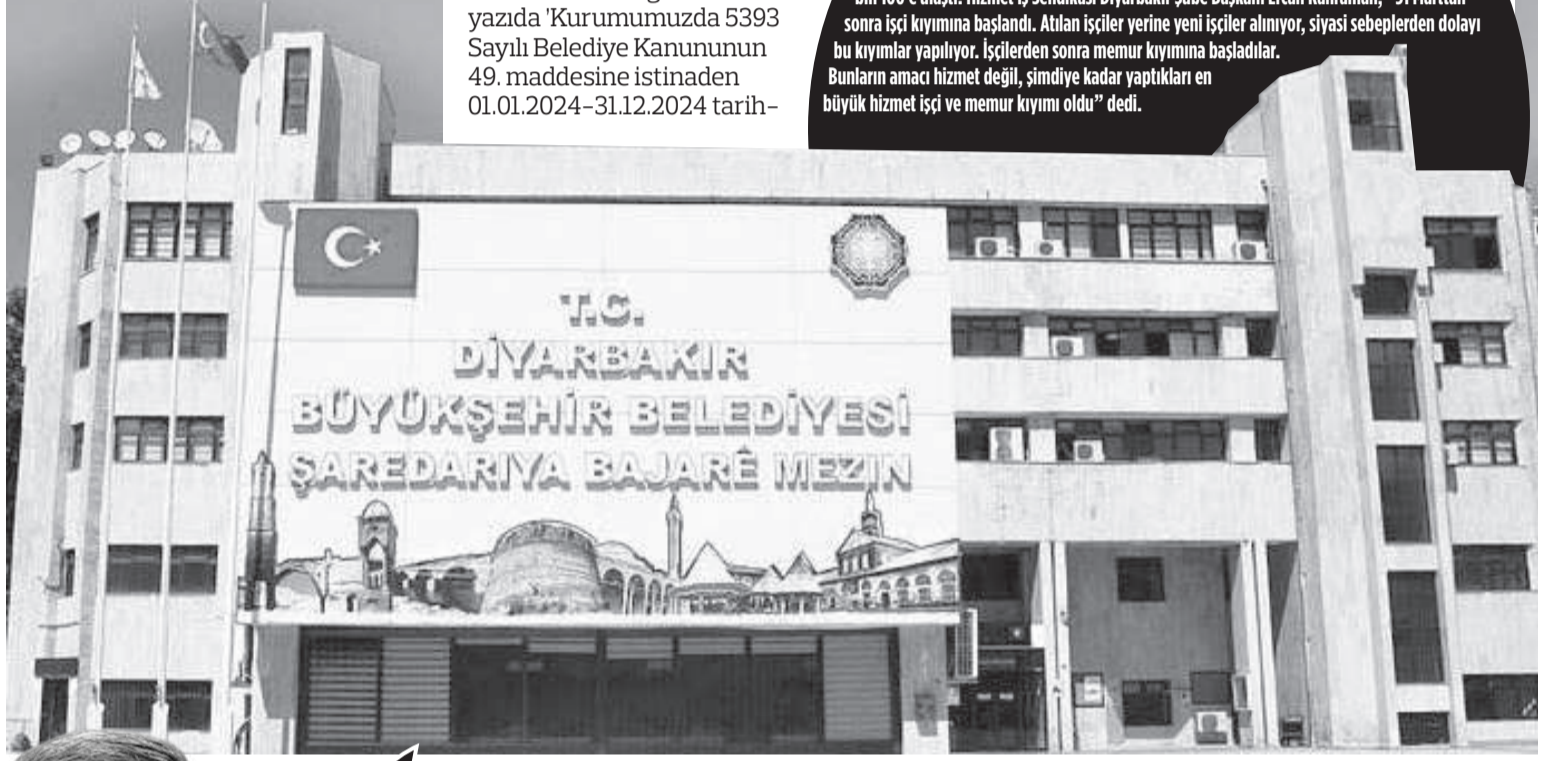 yazıda 'Kurumumuzda 5393
Sayılı Belediye Kanununun
49. maddesine istinaden
01.01.2024-31.12.2024 tarih-
sonra işçi kıyımına başlandı. Atılan işçiler yerine yeni işçiler alınıyor, siyasi sebeplerden dolayı
bu kıyımlar yapılıyor. İşçilerden sonra memur kıyımına başladılar.
Bunların amacı hizmet değil, şimdiye kadar yaptıkları en
büyük hizmet işçi ve memur kıyımı oldu” dedi.
T.C.
DİYARBAKIR
BÜYÜKŞEHİR BELEDİYESİ
ŞAREDARIYA BAJARÊ MEZIN